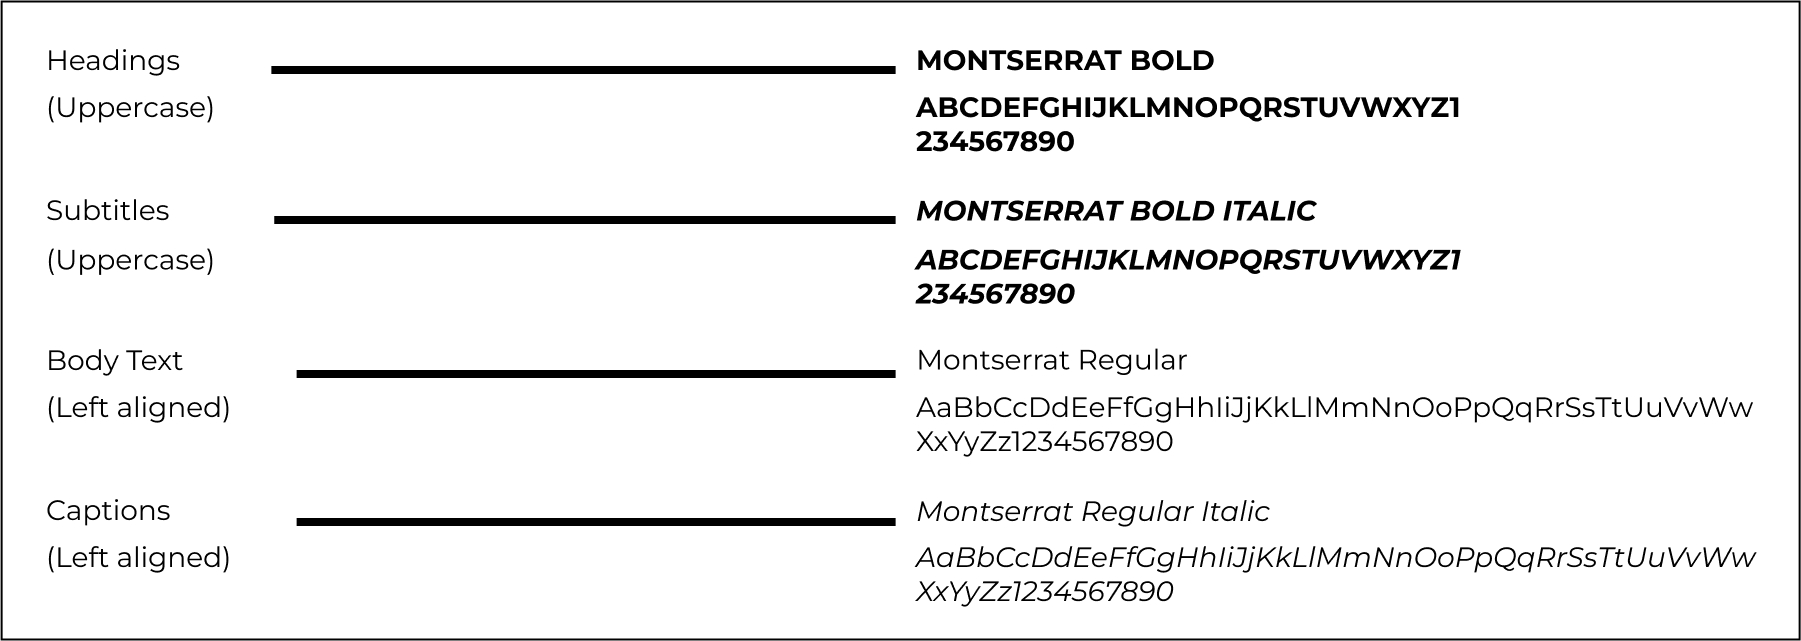 Headings
MONTSERRAT BOLD
(Uppercase)
ABCDEFGHIJKLMNOPQRSTUVWXYZ1
234567890
Subtitles
MONTSERRAT BOLD ITALIC
(Uppercase)
ABCDEFGHIJKLMNOPQRSTUVWXYZ1
234567890
Body Text
Montserrat Regular
(Left aligned)
AaBbCcDdEeFfGgHhIiJjKkLlMmNnOoPpQqRrSsTtUuVvWw
XxYyZz1234567890
Captions
Montserrat Regular Italic
(Left aligned)
AaBbCcDdEeFfGgHhIiJjKkLlMmNnOoPpQqRrSsTtUuVvWw
XxYyZz1234567890